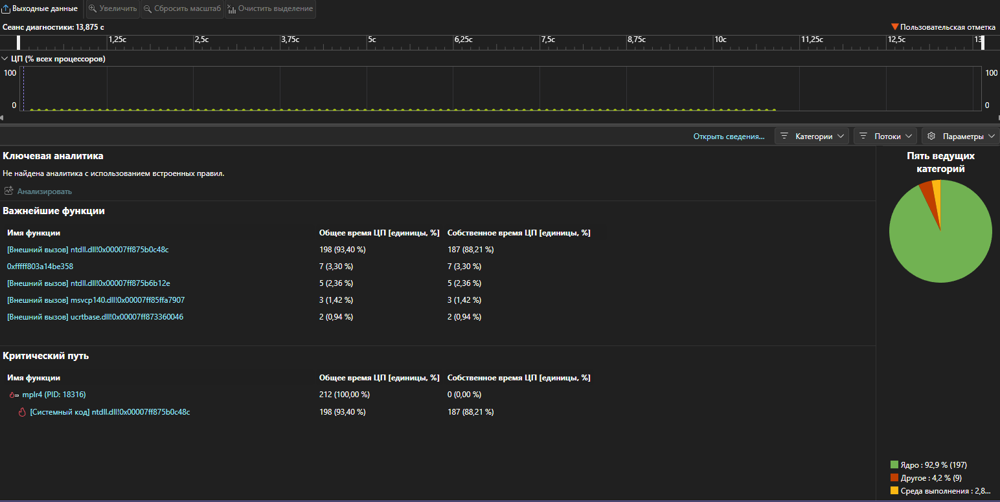 Выходные данные Увеличить Сбросить масштаб Очистить выделение
Сеанс диагностики: 13,875 с Пользовательская отметка
1,25с 2,5с 3,75с 5с 6,25с 7,5с 8,75с 10с 11,25с 12,5с 13
ЦП (% всех процессоров)
100 100
0 0
Открыть сведения... Категории Потоки Параметры
Ключевая аналитика
Не найдена аналитика с использованием встроенных правил.
Анализировать
Важнейшие функции
Имя функции Общее время ЦП [единицы, %] Собственное время ЦП [единицы, %]
[Внешний вызов] ntdll.dll!0x00007ff875b0c48c 198 (93,40 %) 187 (88,21 %)
0xfffff803a14be358 7 (3,30 %) 7 (3,30 %)
[Внешний вызов] ntdll.dll!0x00007ff875b6b12e 5 (2,36 %) 5 (2,36 %)
[Внешний вызов] msvcp140.dll!0x00007ff85ffa7907 3 (1,42 %) 3 (1,42 %)
[Внешний вызов] ucrtbase.dll!0x00007ff873360046 2 (0,94 %) 2 (0,94 %)
Критический путь
Имя функции Общее время ЦП [единицы, %] Собственное время ЦП [единицы, %]
mplr4 (PID: 18316) 212 (100,00 %) 0 (0,00 %)
[Системный код] ntdll.dll!0x00007ff875b0c48c 198 (93,40 %) 187 (88,21 %)
Пять ведущих
категорий
Ядро : 92,9 % (197)
Другое : 4,2 % (9)
Среда выполнения : 2,8...